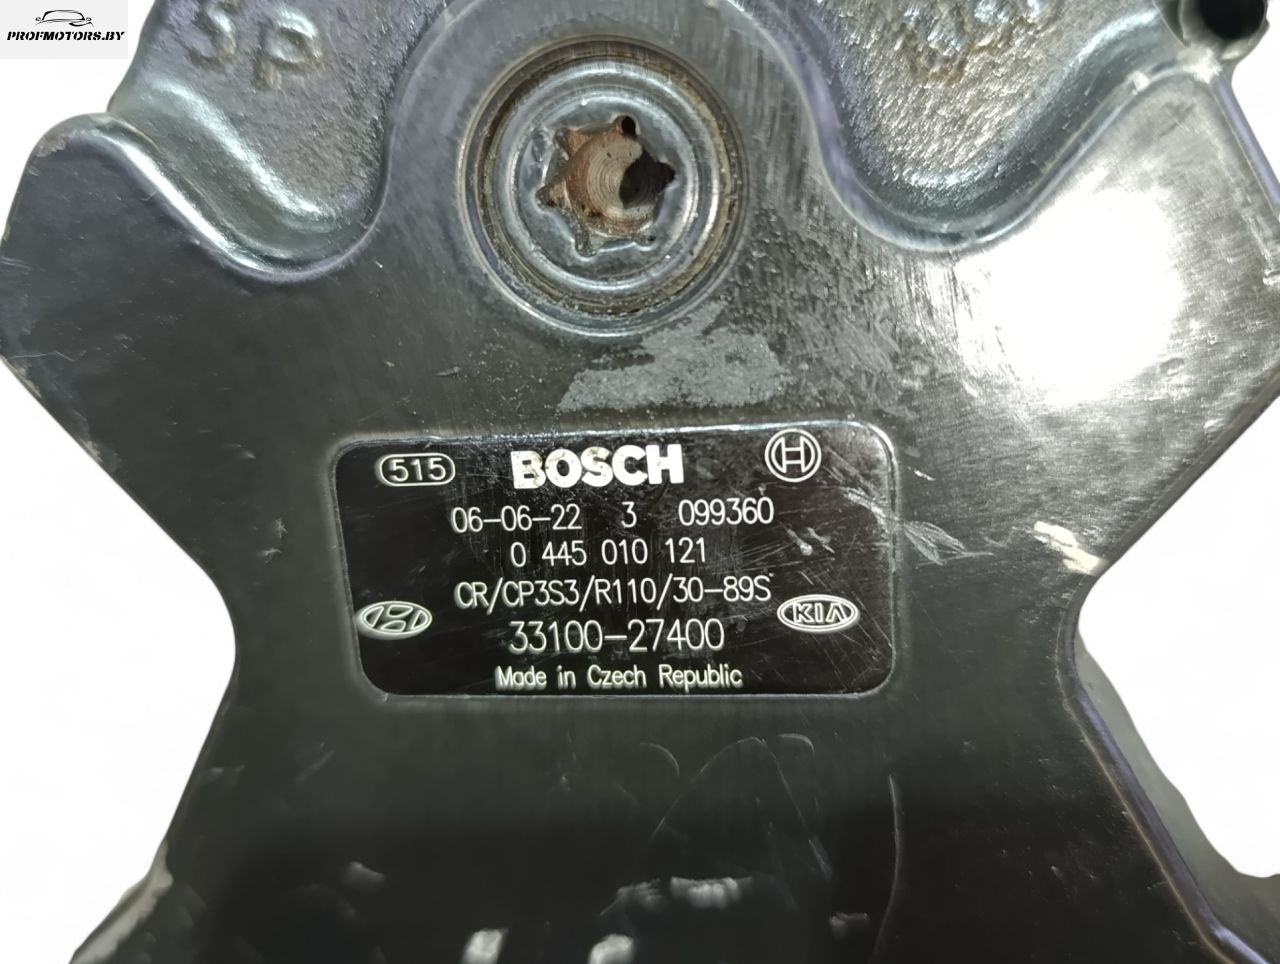 PROFMOTORS.BY
3P
515 BOSCH
06-06-22 3 099360
0 445 010 121
CR/CP3S3/R110/30-89S
33100-27400
KIA
Made in Czech Republic